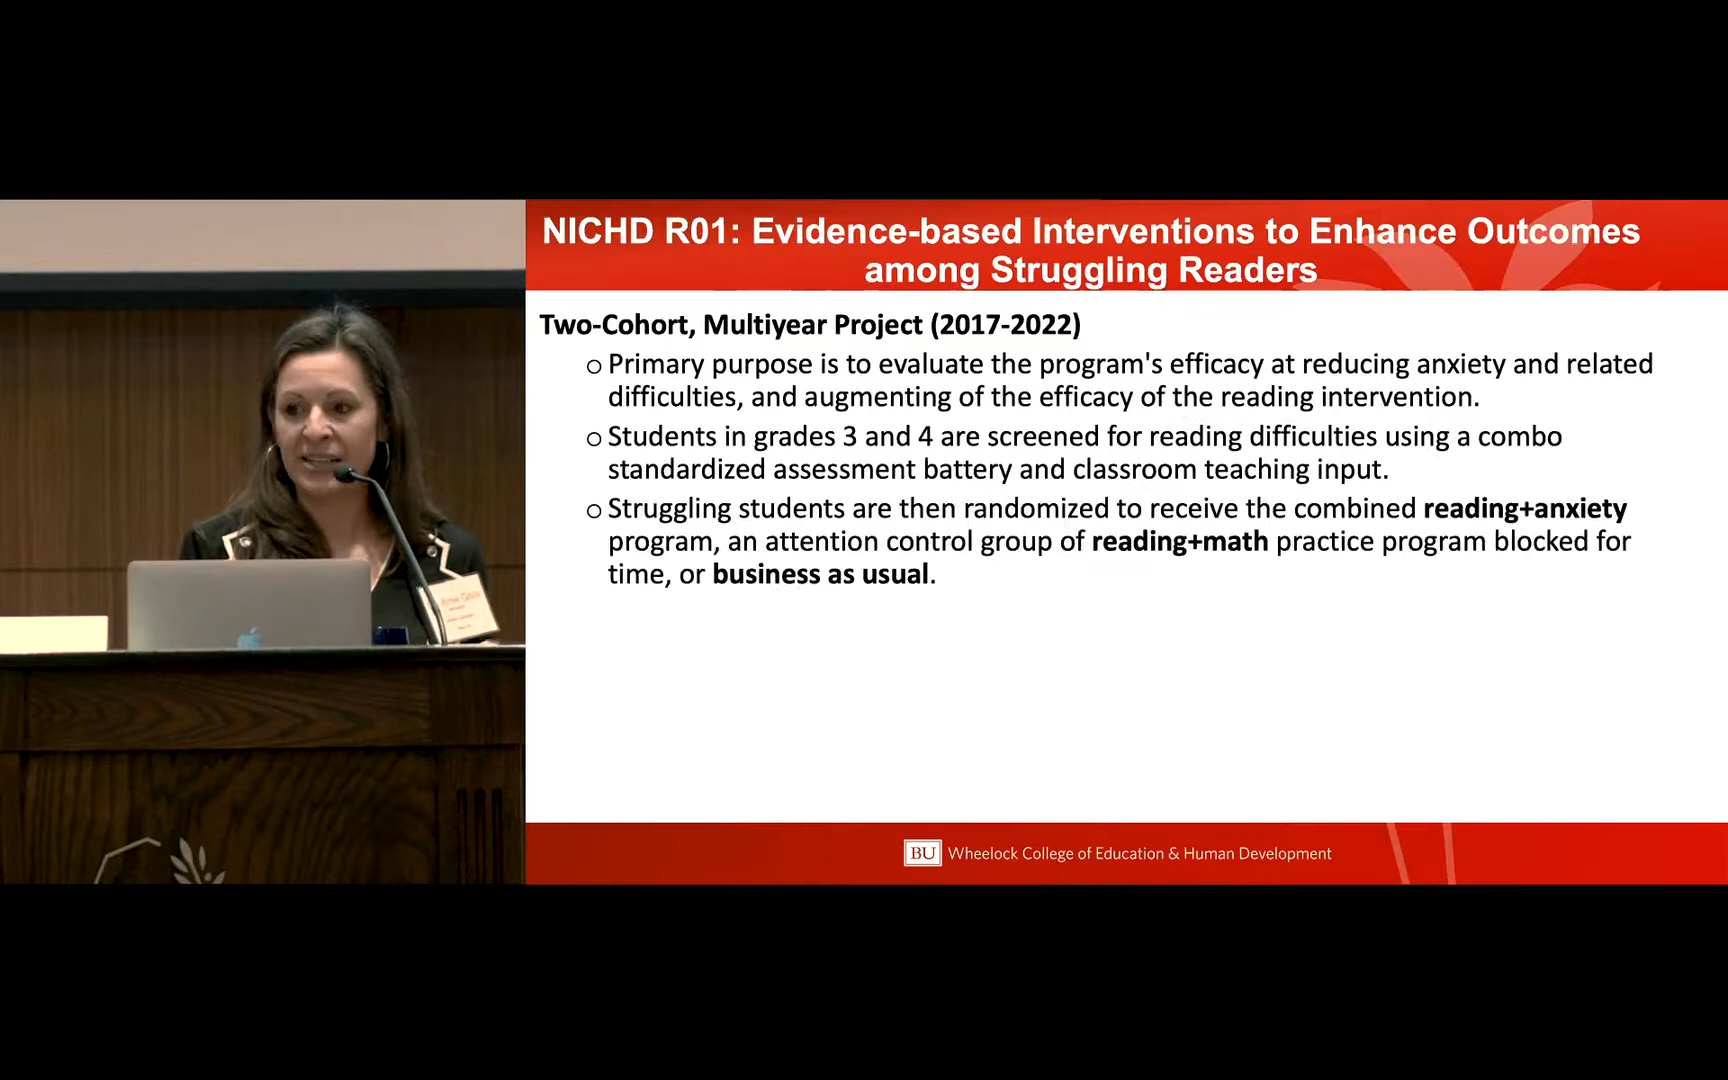 NICHD R01: Evidence-based Interventions to Enhance Outcomes
among Struggling Readers
Two-Cohort, Multiyear Project (2017-2022)
Primary purpose is to evaluate the program's efficacy at reducing anxiety and related
difficulties, and augmenting of the efficacy of the reading intervention.
Students in grades 3 and 4 are screened for reading difficulties using a combo
standardized assessment battery and classroom teaching input.
Struggling students are then randomized to receive the combined reading+anxiety
program, an attention control group of reading+math practice program blocked for
time, or business as usual.
BU Wheelock College of Education & Human Development